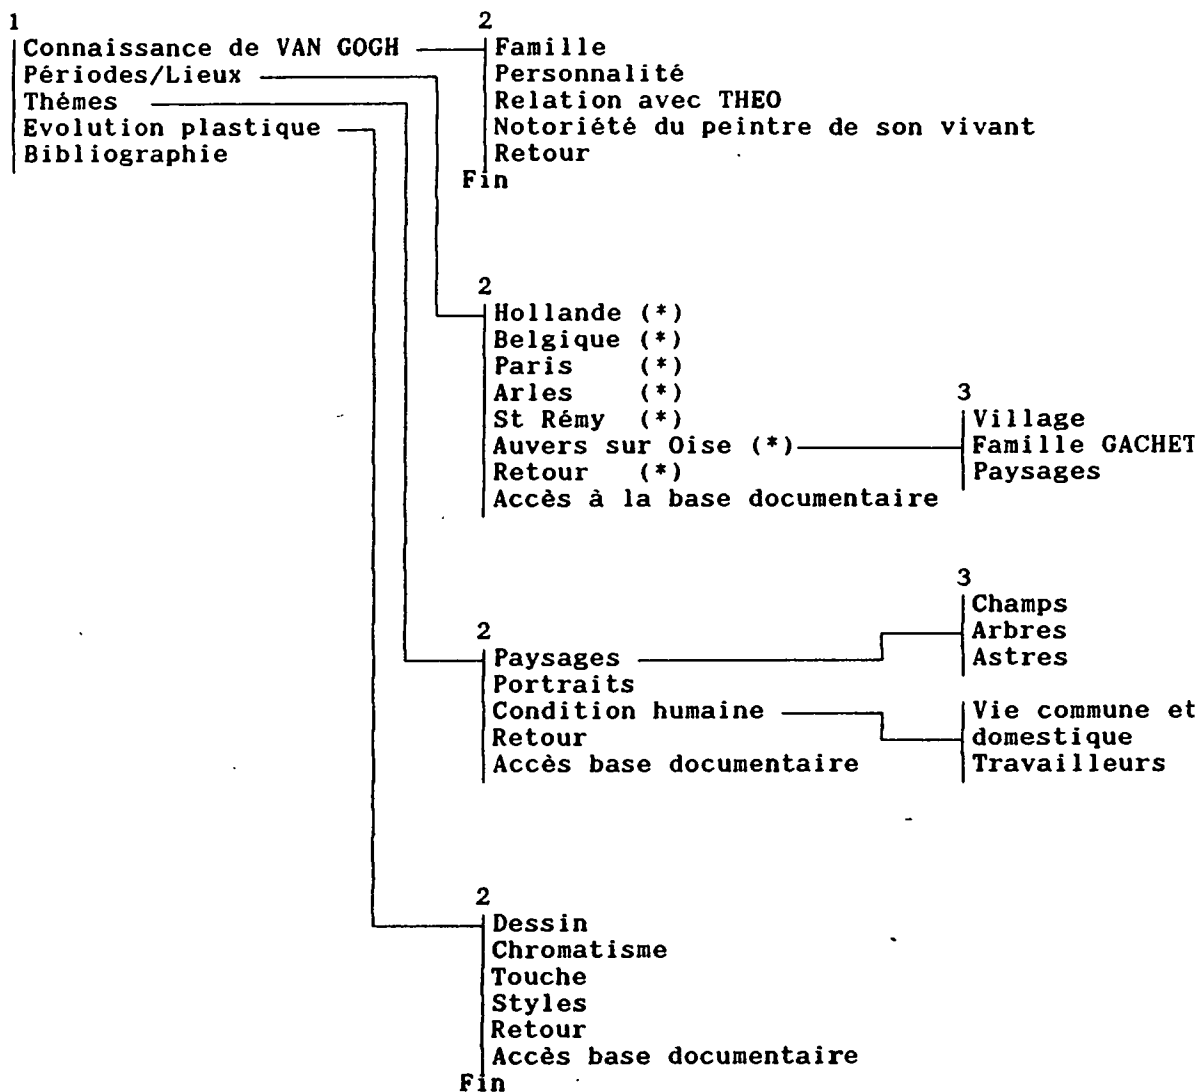 1
Connaissance de VAN GOGH
Périodes/Lieux
Thémes
Evolution plastique
Bibliographie
2
Famille
Personnalité
Relation avec THEO
Notoriété du peintre de son vivant
Retour
Fin
2
Hollande (*)
Belgique (*)
Paris (*)
Arles (*)
St Rémy (*)
Auvers sur Oise (*)
Retour (*)
Accès à la base documentaire
3
Village
Famille GACHET
Paysages
2
Paysages
Portraits
Condition humaine
Retour
Accès base documentaire
3
Champs
Arbres
Astres
Vie commune et
domestique
Travailleurs
2
Dessin
Chromatisme
Touche
Styles
Retour
Accès base documentaire
Fin